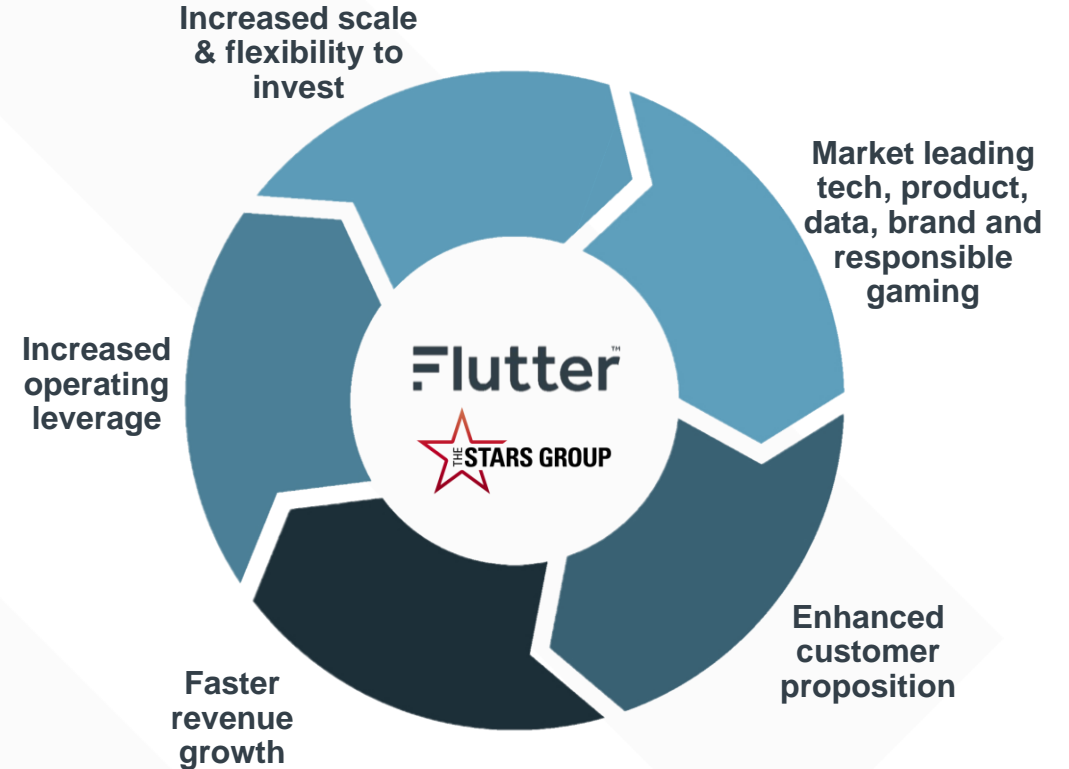 Increased scale
& flexibility to
invest
Market leading
tech, product,
data, brand and
responsible
gaming
Enhanced
customer
proposition
Faster
revenue
growth
Increased
operating
leverage
Flutter™
THE STARS GROUP